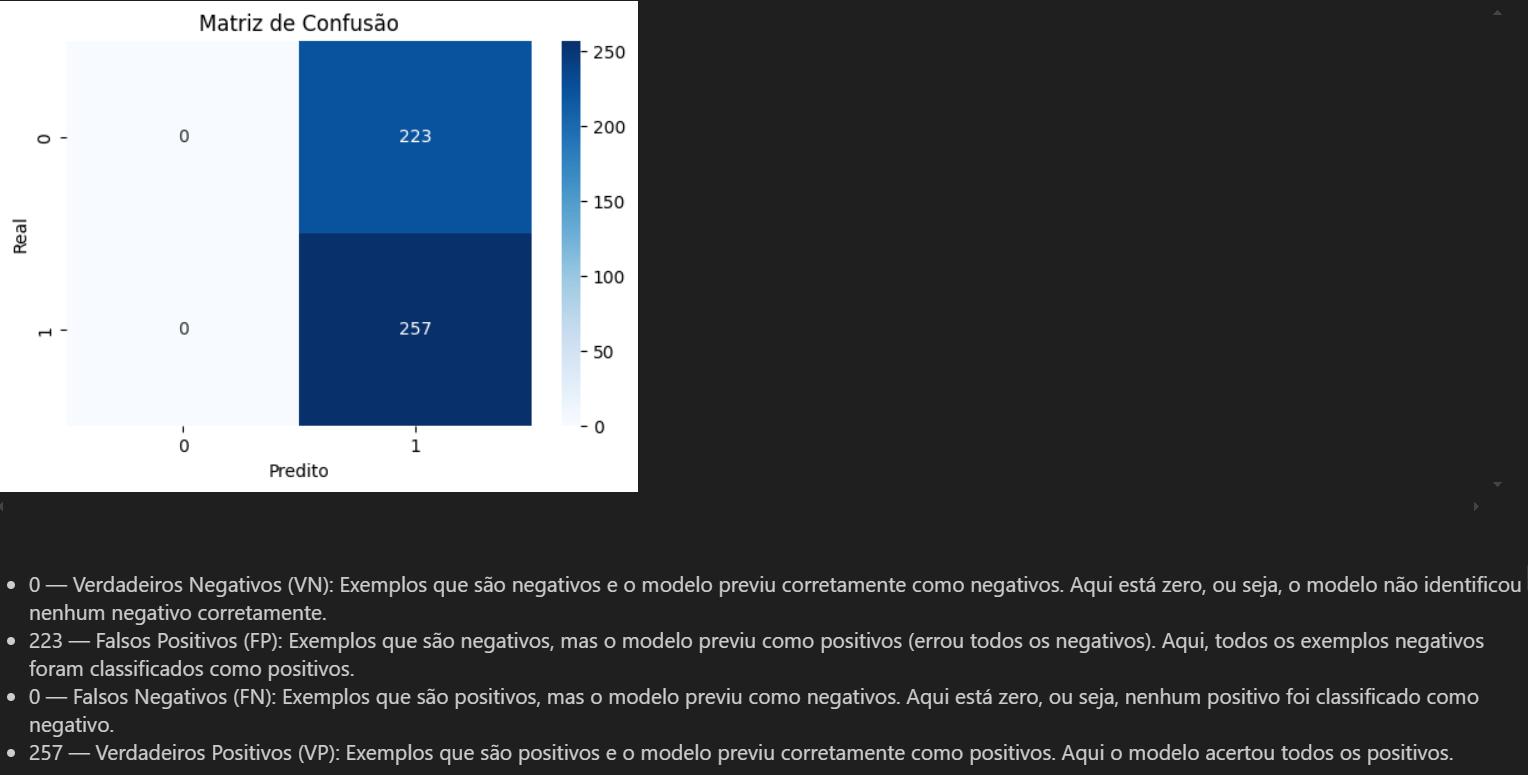 Matriz de Confusão
250
200
150
100
50
0
0
223
0
257
0
1
Real
0
1
Predito
• 0 — Verdadeiros Negativos (VN): Exemplos que são negativos e o modelo previu corretamente como negativos. Aqui está zero, ou seja, o modelo não identificou
nenhum negativo corretamente.
• 223 — Falsos Positivos (FP): Exemplos que são negativos, mas o modelo previu como positivos (errou todos os negativos). Aqui, todos os exemplos negativos
foram classificados como positivos.
• 0 — Falsos Negativos (FN): Exemplos que são positivos, mas o modelo previu como negativos. Aqui está zero, ou seja, nenhum positivo foi classificado como
negativo.
• 257 — Verdadeiros Positivos (VP): Exemplos que são positivos e o modelo previu corretamente como positivos. Aqui o modelo acertou todos os positivos.